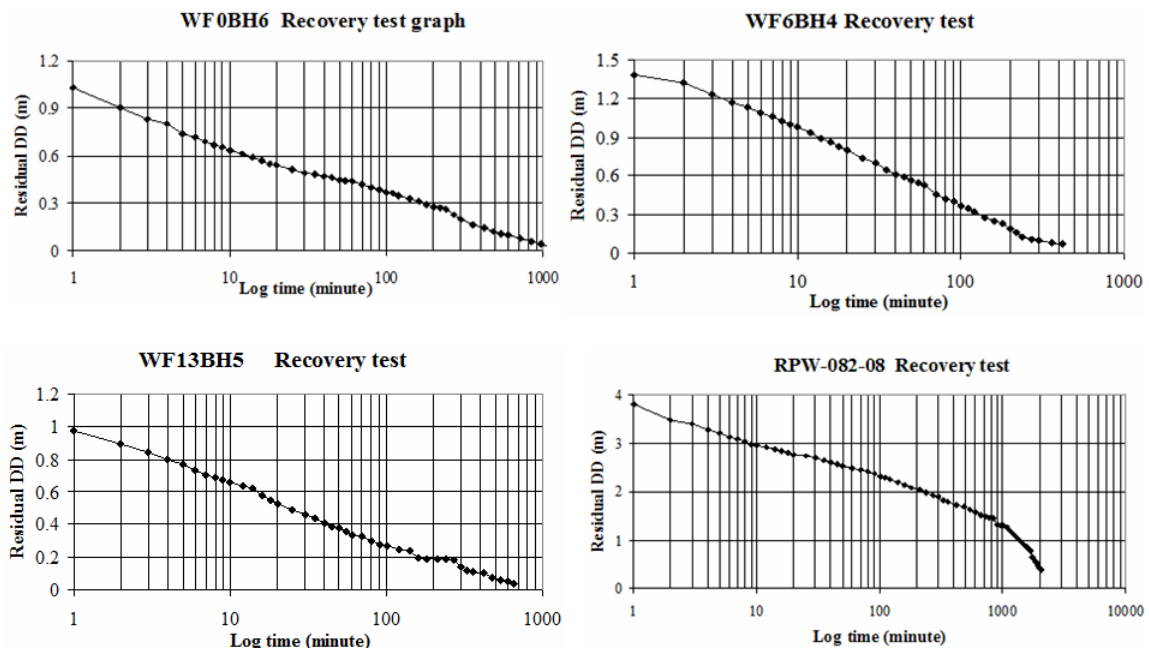 WF0BH6 Recovery test graph
Residual DD (m)
1.2
0.9
0.6
0.3
0
1 10 100 1000
Log time (minute)
WF6BH4 Recovery test
Residual DD (m)
1.5
1.2
0.9
0.6
0.3
0
1 10 100 1000
Log time (minute)
WF13BH5 Recovery test
Residual DD (m)
1.2
1
0.8
0.6
0.4
0.2
0
1 10 100 1000
Log time (minute)
RPW-082-08 Recovery test
Residual DD (m)
4
3
2
1
0
1 10 100 1000 10000
Log time (minute)